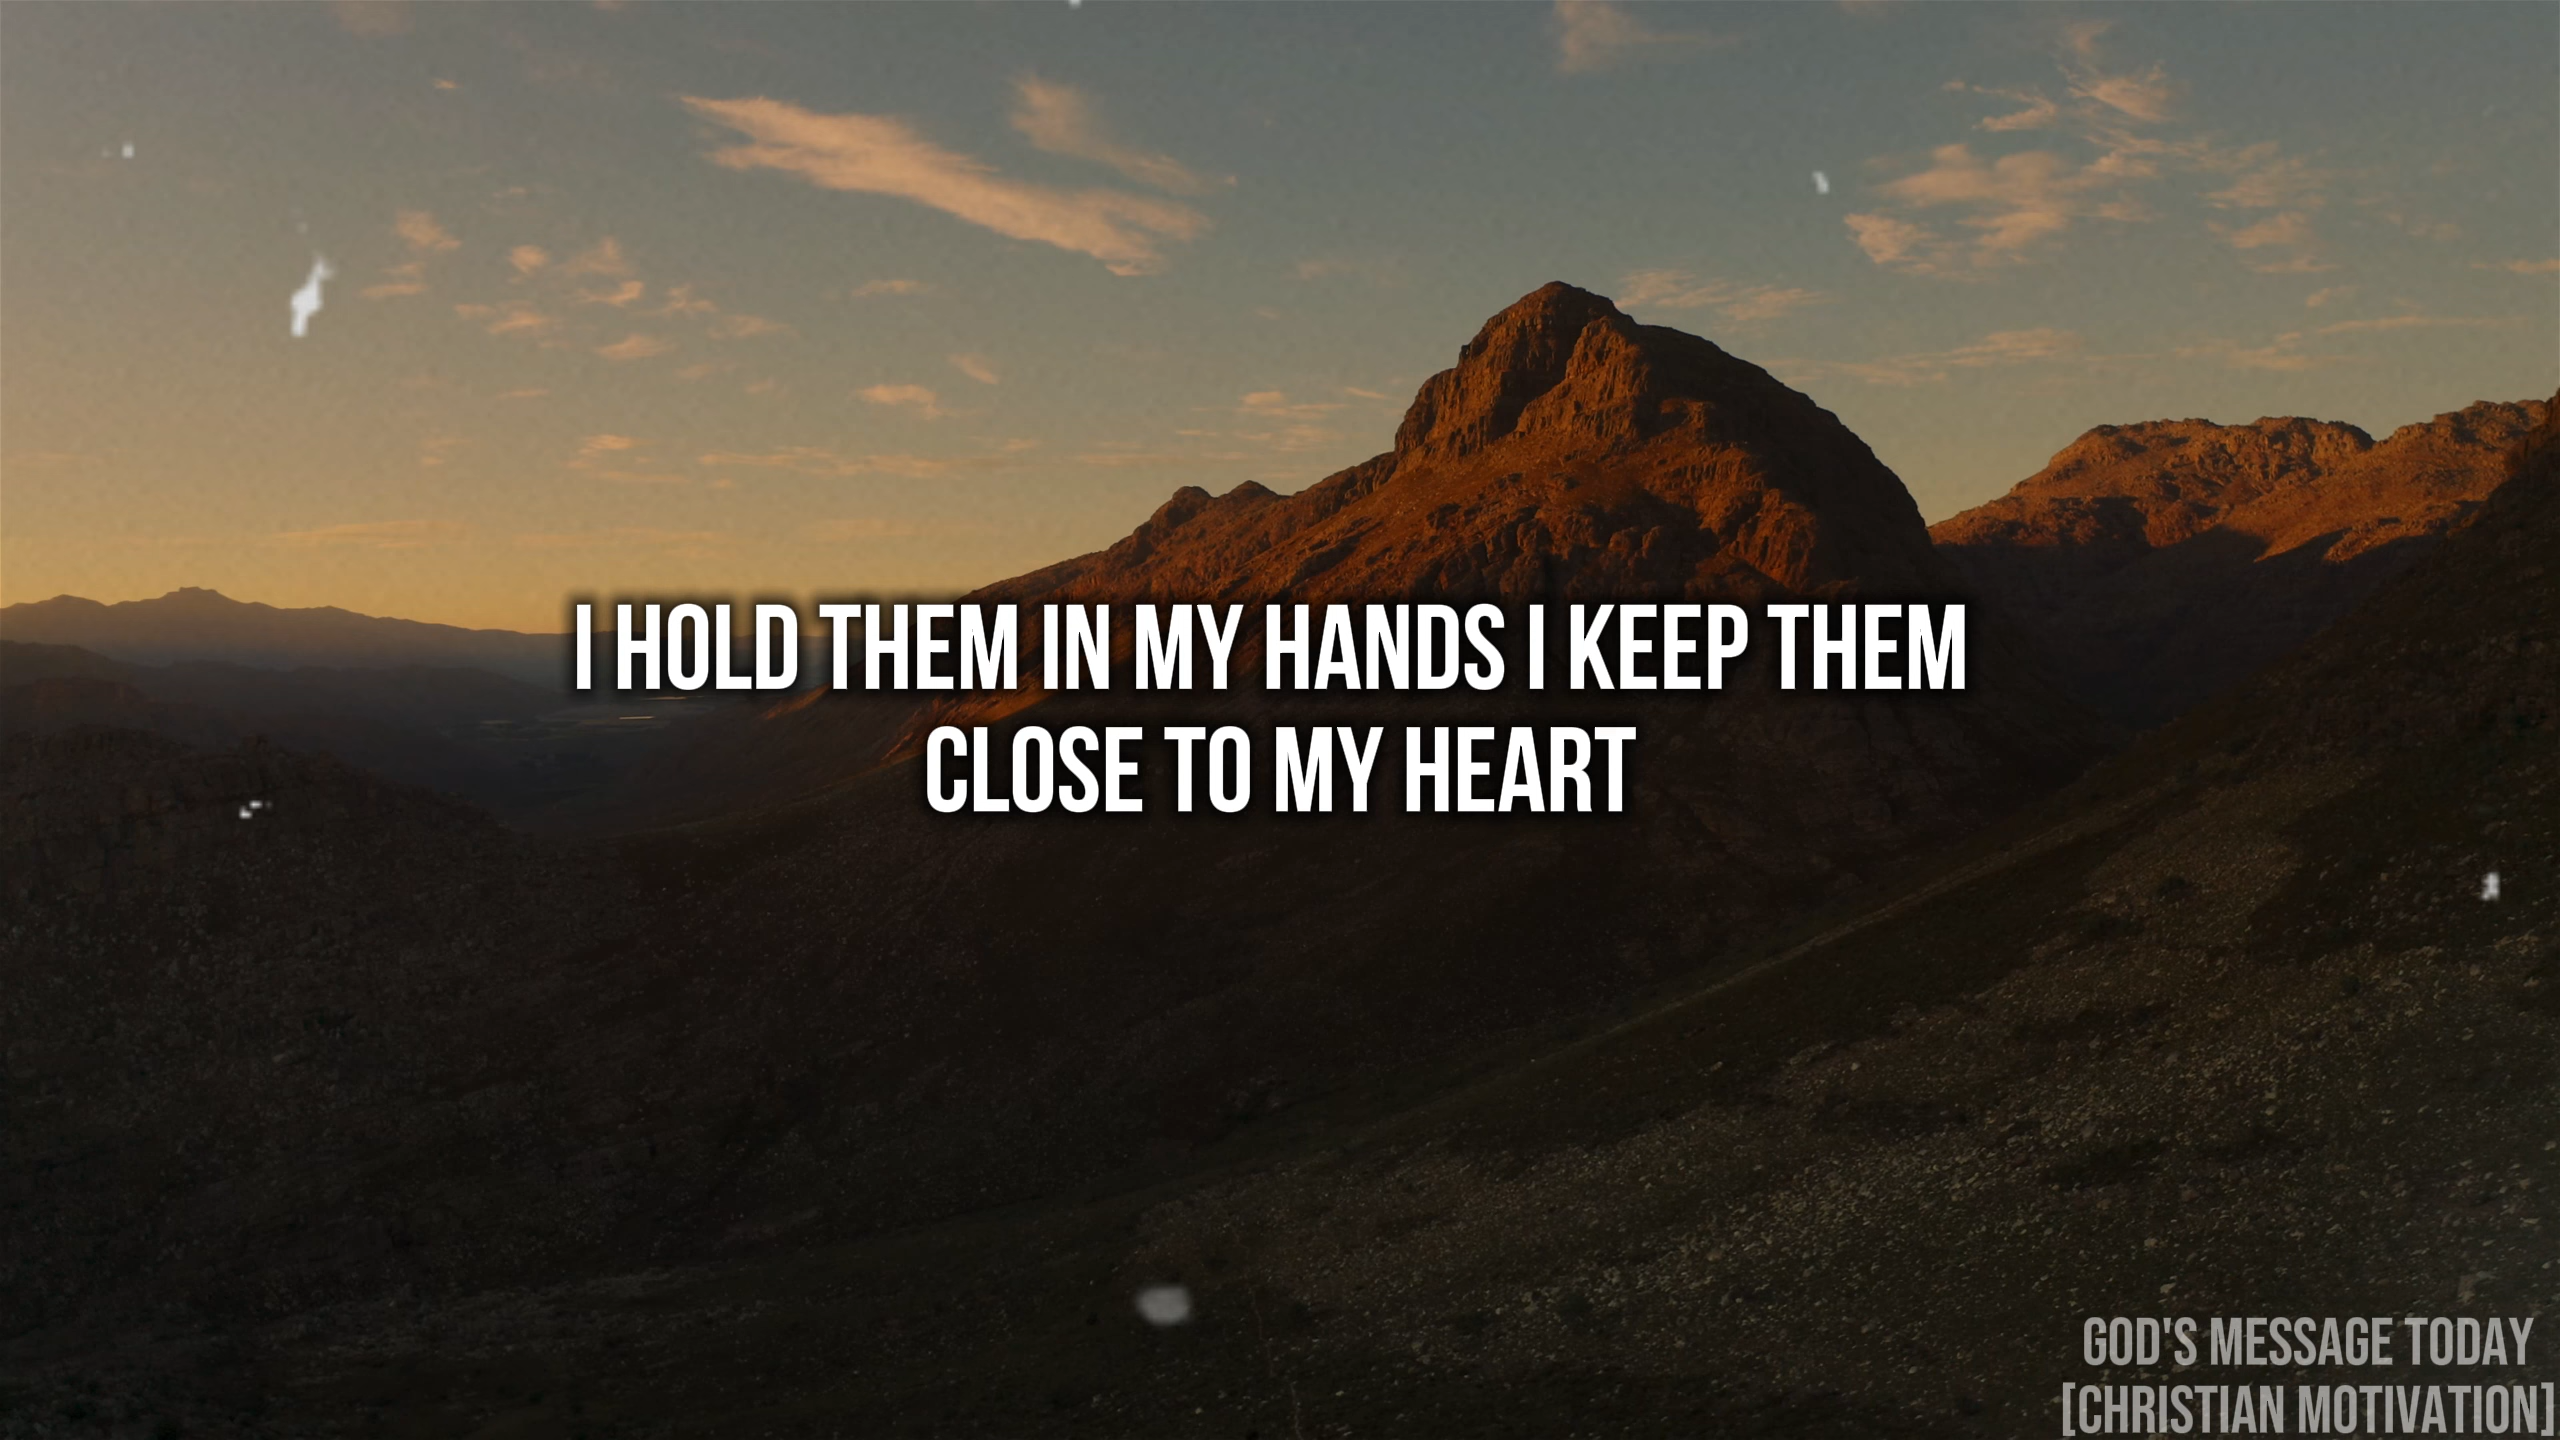 I HOLD THEM IN MY HANDS I KEEP THEM
CLOSE TO MY HEART
GOD'S MESSAGE TODAY
[CHRISTIAN MOTIVATION]